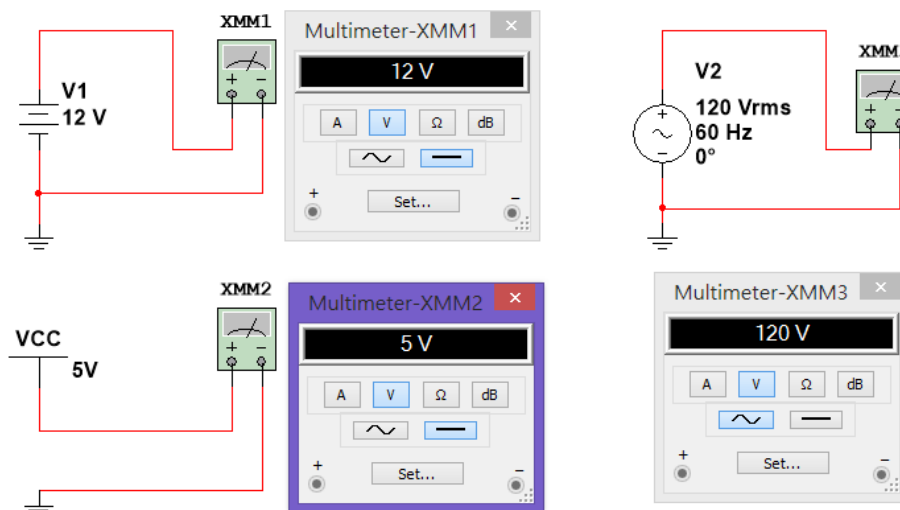 XMM1
V1
12 V
+ −
Multimeter-XMM1
12 V
A V Ω dB
Set...
+ −
V2
120 Vrms
60 Hz
0°
+
−
XMM
+ −
XMM2
VCC
5V
+ −
Multimeter-XMM2
5 V
A V Ω dB
Set...
+ −
Multimeter-XMM3
120 V
A V Ω dB
Set...
+ −